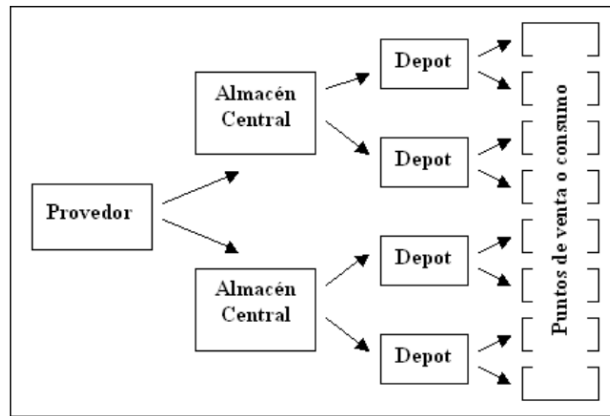 Provedor
Almacén
Central
Almacén
Central
Depot
Depot
Depot
Depot
Puntos de venta o consumo